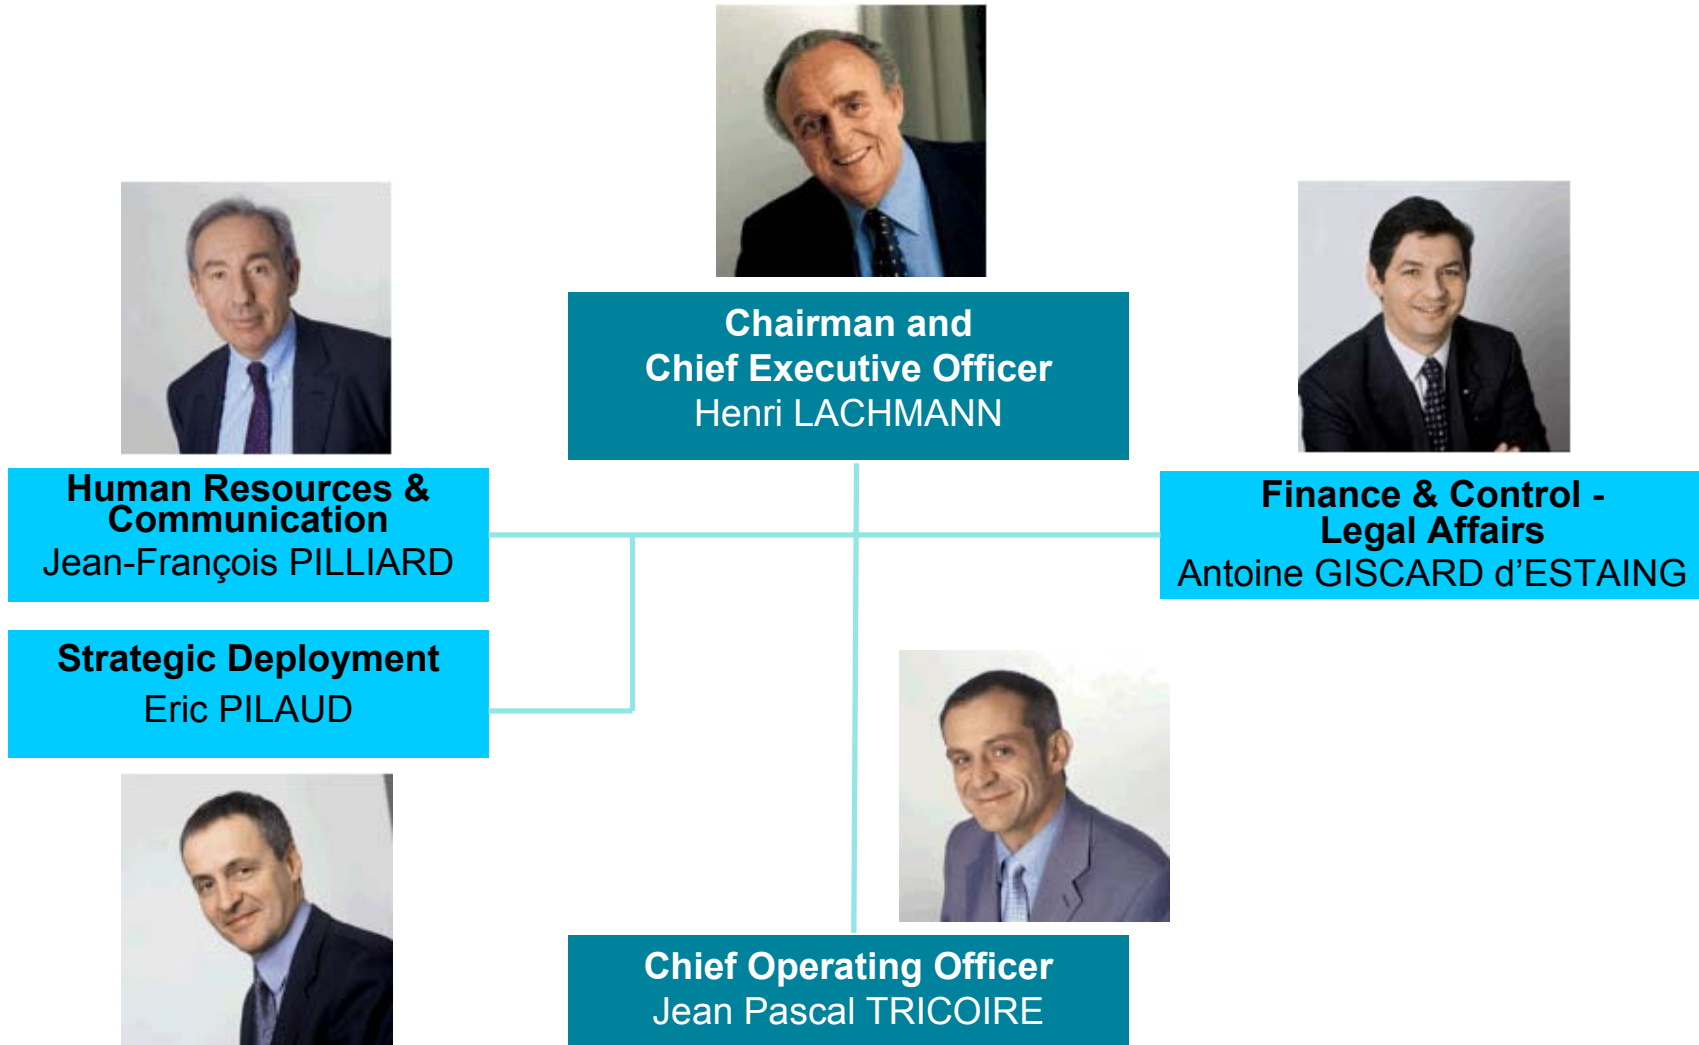 Chairman and
Chief Executive Officer
Henri LACHMANN
Human Resources &
Communication
Jean-François PILLIARD
Finance & Control -
Legal Affairs
Antoine GISCARD d’ESTAING
Strategic Deployment
Eric PILAUD
Chief Operating Officer
Jean Pascal TRICOIRE